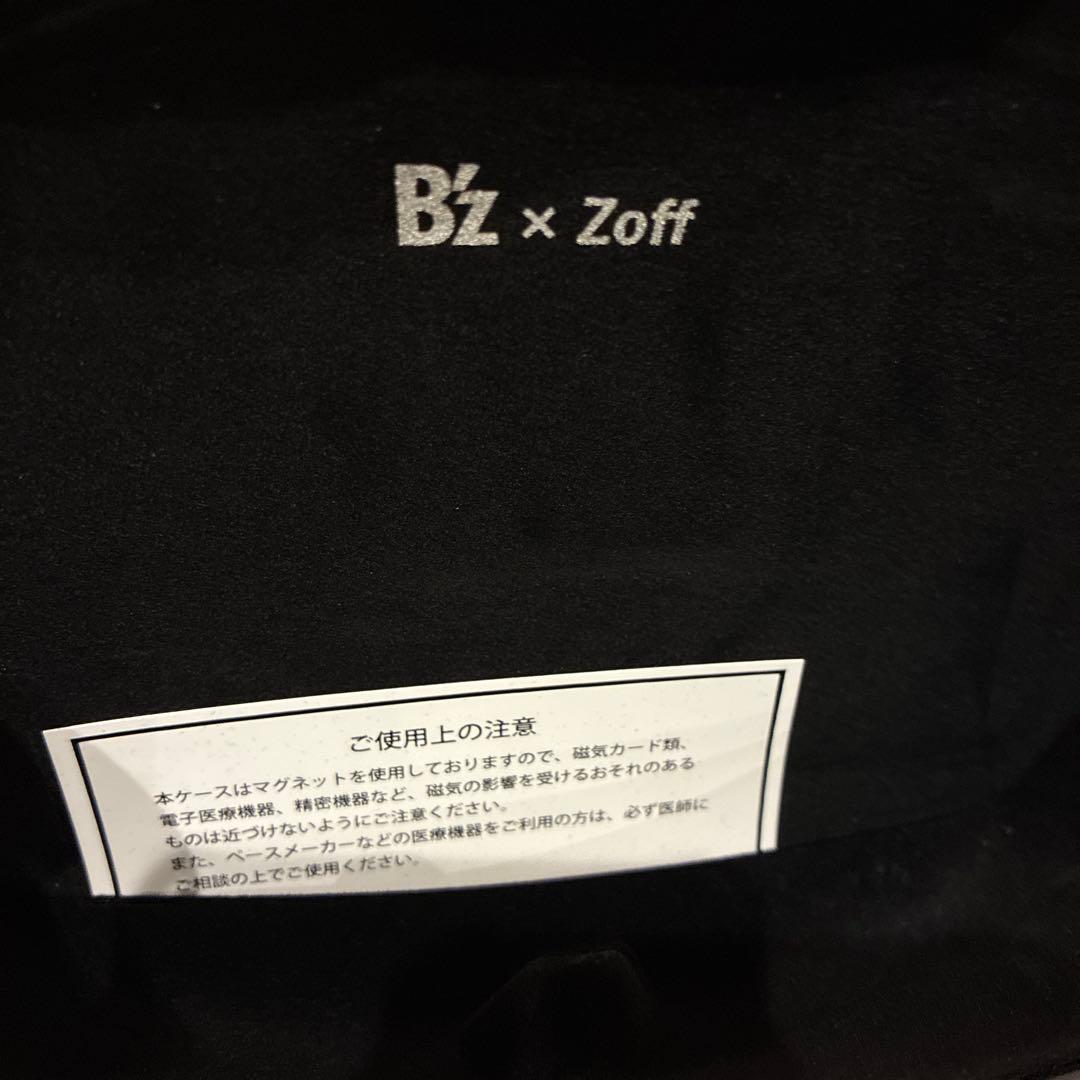 B'z × Zoff
ご使用上の注意
本ケースはマグネットを使用しておりますので、磁気カード類、
電子医療機器、精密機器など、磁気の影響を受けるおそれのある
ものは近づけないようにご注意ください。
また、ペースメーカーなどの医療機器をご利用の方は、必ず医師に
ご相談の上でご使用ください。